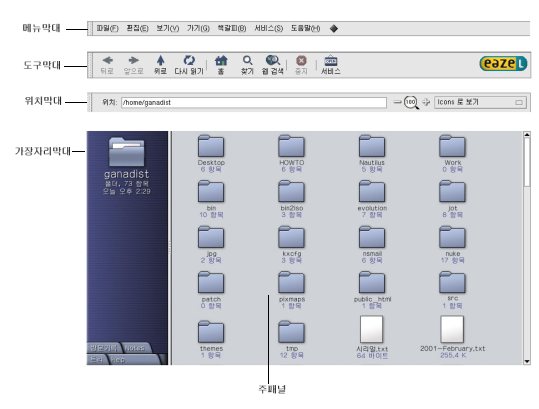 메뉴막대
파일(F) 편집(E) 보기(V) 가기(G) 책갈피(B) 서비스(S) 도움말(H)
도구막대
뒤로 앞으로 위로 다시 읽기 홈 찾기 웹 검색 중지 서비스
eazel
위치막대
위치: /home/ganadist
100
Icons 로 보기
가장자리막대
ganadist
폴더, 73 항목
오늘 오후 2:29
Desktop HOWTO Nautilus Work
6 항목 6 항목 5 항목 0 항목
bin bin2iso evolution jot
10 항목 3 항목 7 항목 8 항목
jpg kxcfg nsmail nuke
2 항목 3 항목 6 항목 17 항목
patch pixmaps public_html src
0 항목 1 항목 1 항목 1 항목
themes tmp 시리얼.txt 2001-February.txt
1 항목 12 항목 64 바이트 255.4 K
Notes
Help
주패널